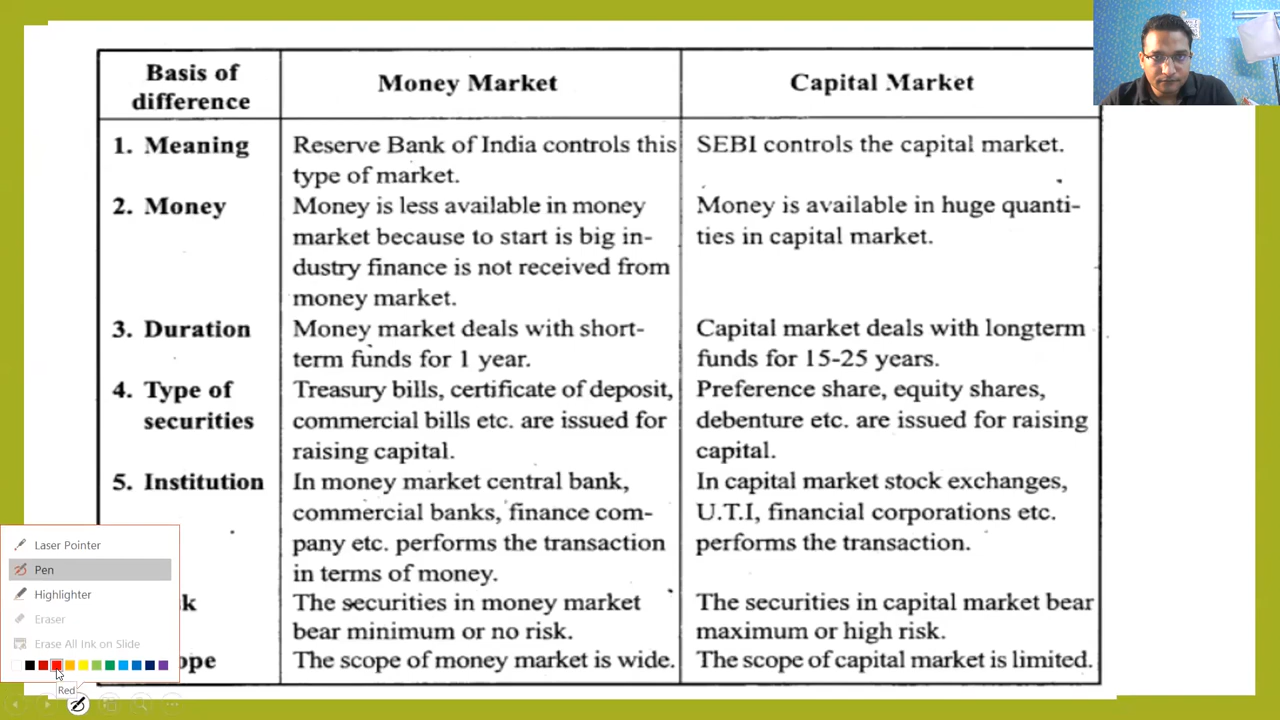 Basis of difference
Money Market
Capital Market
1. Meaning
Reserve Bank of India controls this
type of market.
SEBI controls the capital market.
2. Money
Money is less available in money
market because to start is big in-
dustry finance is not received from
money market.
Money is available in huge quanti-
ties in capital market.
3. Duration
Money market deals with short-
term funds for 1 year.
Capital market deals with longterm
funds for 15-25 years.
4. Type of
securities
Treasury bills, certificate of deposit,
commercial bills etc. are issued for
raising capital.
Preference share, equity shares,
debenture etc. are issued for raising
capital.
5. Institution
In money market central bank,
commercial banks, finance com-
pany etc. performs the transaction
in terms of money.
In capital market stock exchanges,
U.T.I, financial corporations etc.
performs the transaction.
k
The securities in money market
bear minimum or no risk.
The securities in capital market bear
maximum or high risk.
ope
The scope of money market is wide.
The scope of capital market is limited.
Laser Pointer
Pen
Highlighter
Eraser
Erase All Ink on Slide
Red